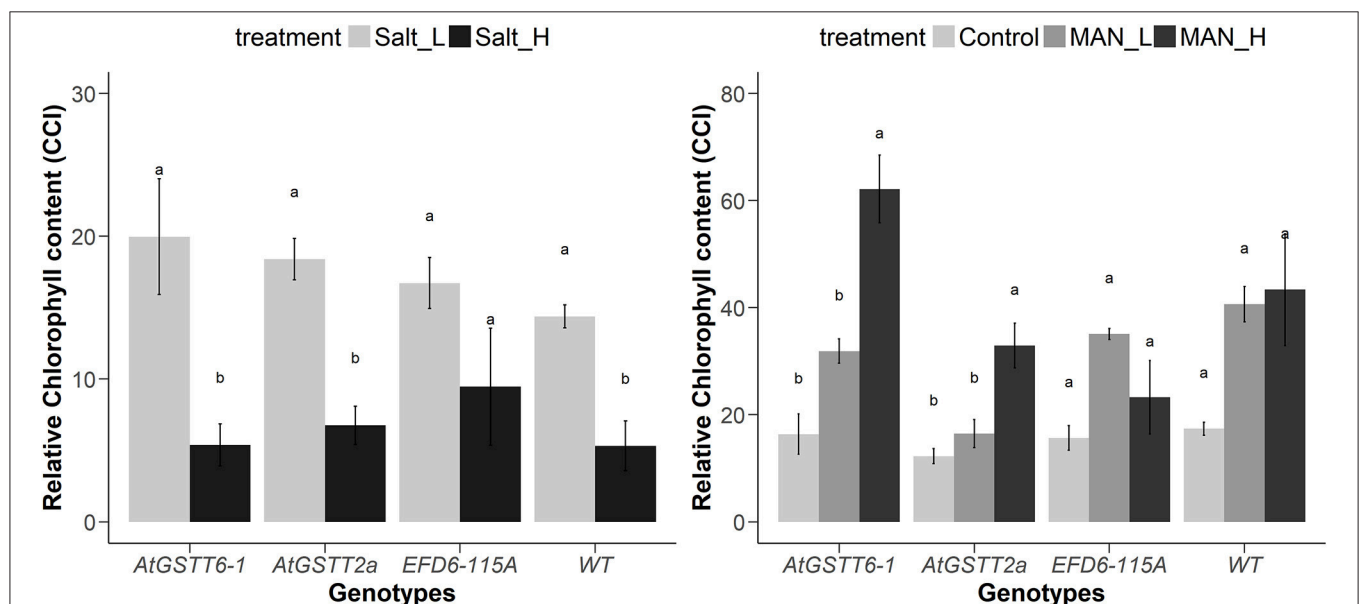 treatment Salt_L Salt_H
Relative Chlorophyll content (CCI)
30
20
10
0
a
b
a
b
a
a
a
b
AtGSTT6-1 AtGSTT2a EFD6-115A WT
Genotypes
treatment Control MAN_L MAN_H
Relative Chlorophyll content (CCI)
80
60
40
20
0
b
b
a
b
b
a
a
a
a
a
a
a
AtGSTT6-1 AtGSTT2a EFD6-115A WT
Genotypes